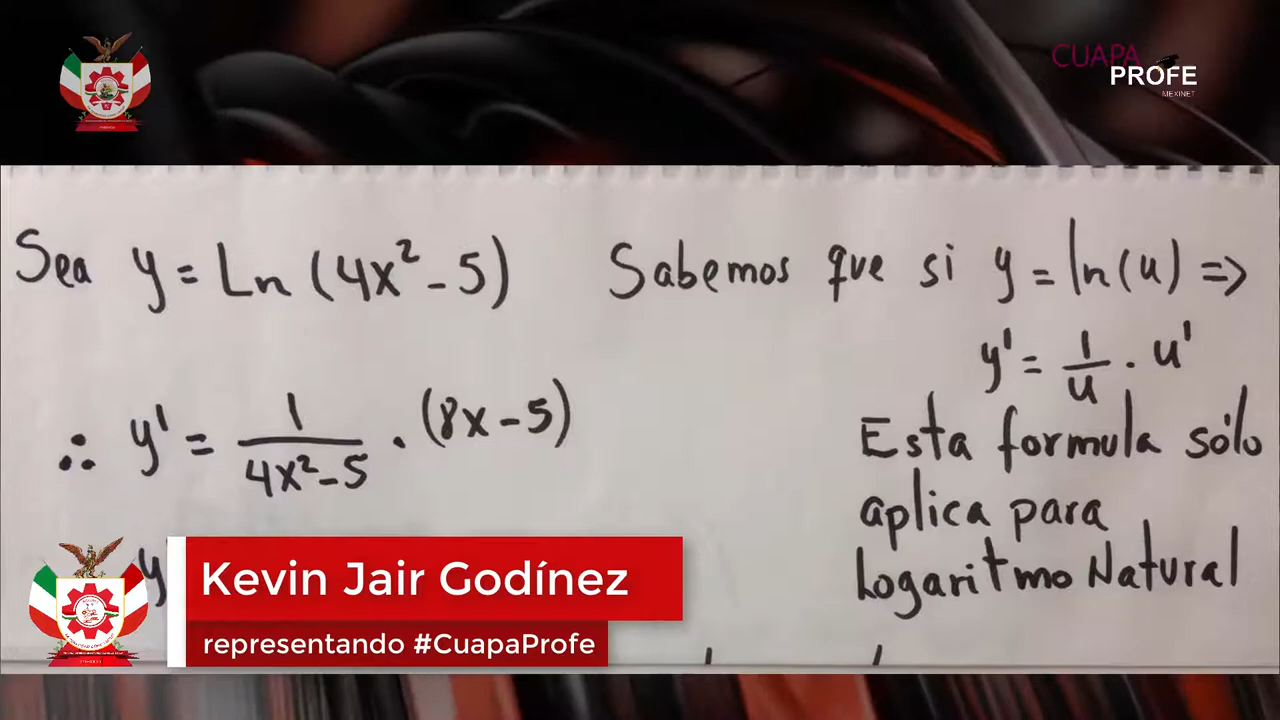 CUAPA
PROFE
MEXINET
Sea y = Ln (4x² - 5)
Sabemos que si y = ln(u) =>
y' = 1/u · u'
∴ y' = 1/(4x² - 5) · (8x - 5)
Esta formula sólo
aplica para
logaritmo Natural
y
Kevin Jair Godínez
representando #CuapaProfe